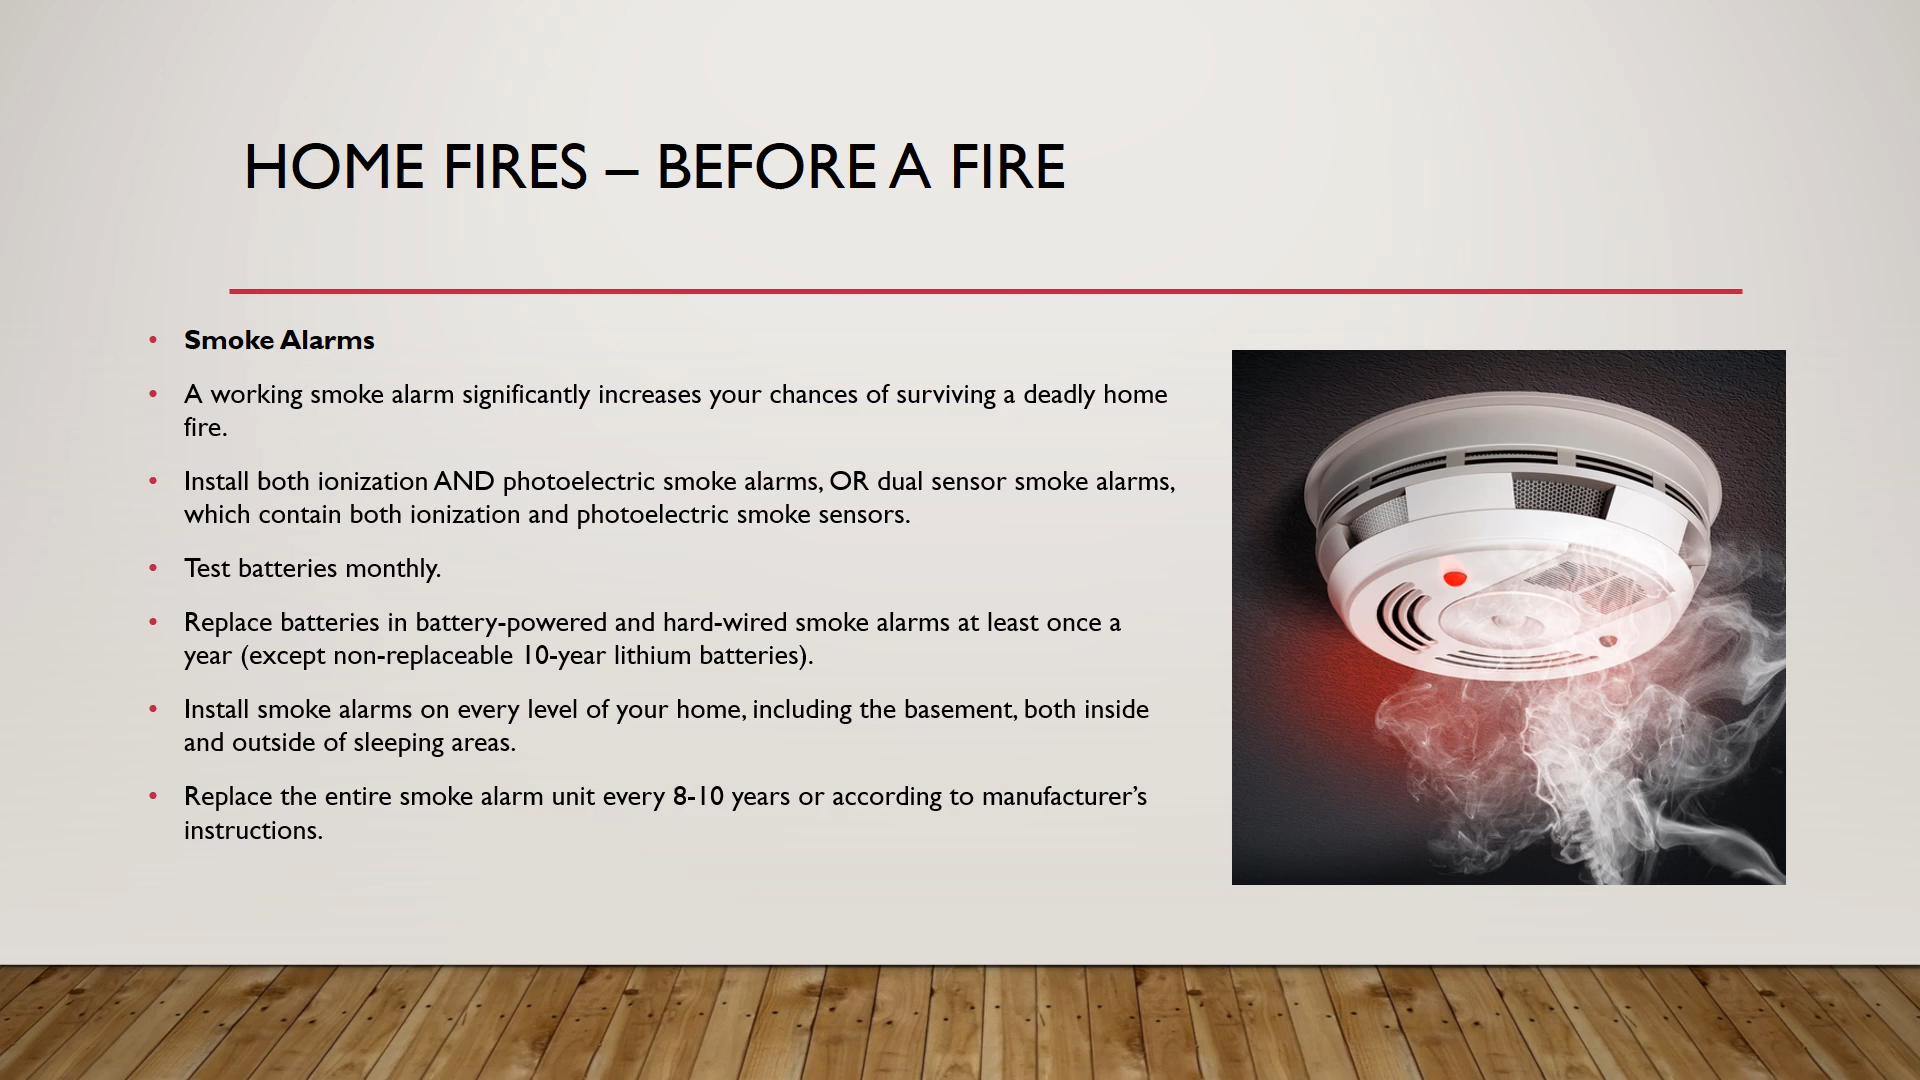 HOME FIRES – BEFORE A FIRE
• Smoke Alarms
• A working smoke alarm significantly increases your chances of surviving a deadly home
fire.
• Install both ionization AND photoelectric smoke alarms, OR dual sensor smoke alarms,
which contain both ionization and photoelectric smoke sensors.
• Test batteries monthly.
• Replace batteries in battery-powered and hard-wired smoke alarms at least once a
year (except non-replaceable 10-year lithium batteries).
• Install smoke alarms on every level of your home, including the basement, both inside
and outside of sleeping areas.
• Replace the entire smoke alarm unit every 8-10 years or according to manufacturer’s
instructions.